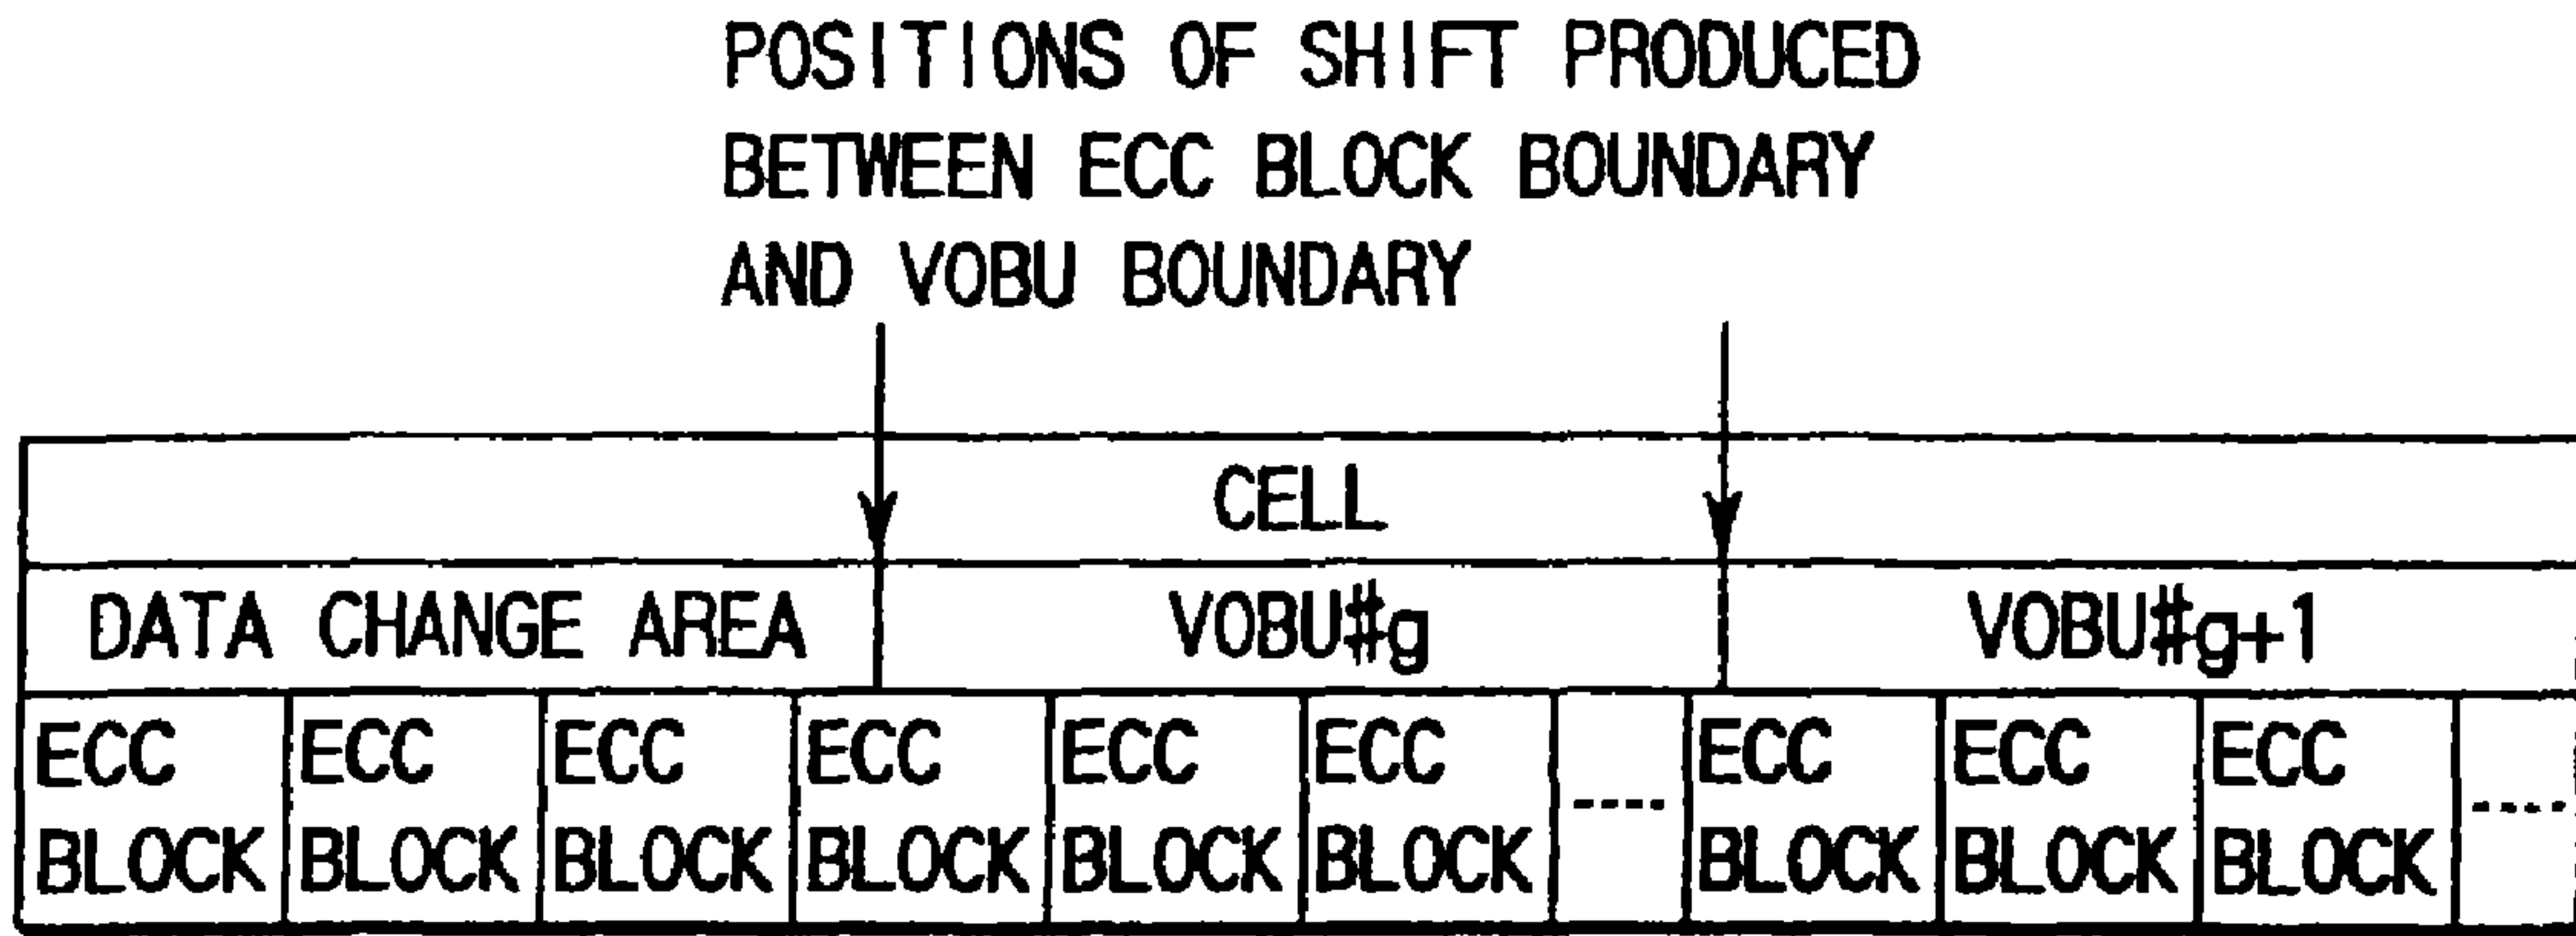 POSITIONS OF SHIFT PRODUCED
BETWEEN ECC BLOCK BOUNDARY
AND VOBU BOUNDARY
CELL
DATA CHANGE AREA VOBU#g VOBU#g+1
ECC ECC ECC ECC ECC ECC ---- ECC ECC ECC ----
BLOCK BLOCK BLOCK BLOCK BLOCK BLOCK BLOCK BLOCK BLOCK